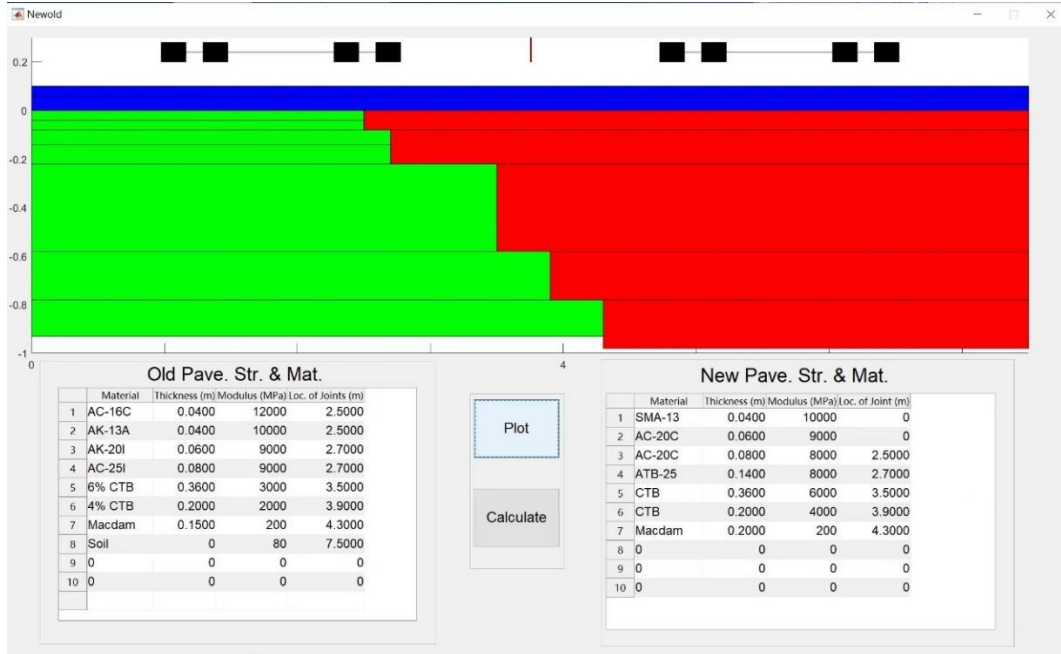 Newold
0.2
0
-0.2
-0.4
-0.6
-0.8
-1
0 4
Old Pave. Str. & Mat.
Material Thickness (m) Modulus (MPa) Loc. of Joints (m)
1 AC-16C 0.0400 12000 2.5000
2 AK-13A 0.0400 10000 2.5000
3 AK-20I 0.0600 9000 2.7000
4 AC-25I 0.0800 9000 2.7000
5 6% CTB 0.3600 3000 3.5000
6 4% CTB 0.2000 2000 3.9000
7 Macdam 0.1500 200 4.3000
8 Soil 0 80 7.5000
9 0 0 0 0
10 0 0 0 0
Plot
Calculate
New Pave. Str. & Mat.
Material Thickness (m) Modulus (MPa) Loc. of Joint (m)
1 SMA-13 0.0400 10000 0
2 AC-20C 0.0600 9000 0
3 AC-20C 0.0800 8000 2.5000
4 ATB-25 0.1400 8000 2.7000
5 CTB 0.3600 6000 3.5000
6 CTB 0.2000 4000 3.9000
7 Macdam 0.2000 200 4.3000
8 0 0 0 0
9 0 0 0 0
10 0 0 0 0